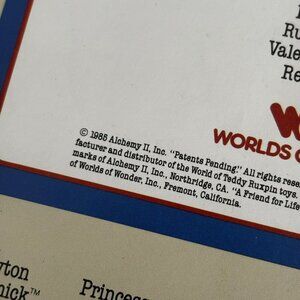 Ru
Vale
Re
WORLDS O
© 1985 Alchemy II, Inc. "Patents Pending." All rights rese
facturer and distributor of the World of Teddy Ruxpin toys.
marks of Alchemy II, Inc., Northridge, CA. "A Friend for Life
of Worlds of Wonder, Inc., Fremont, California.
yton
nick™
Princess